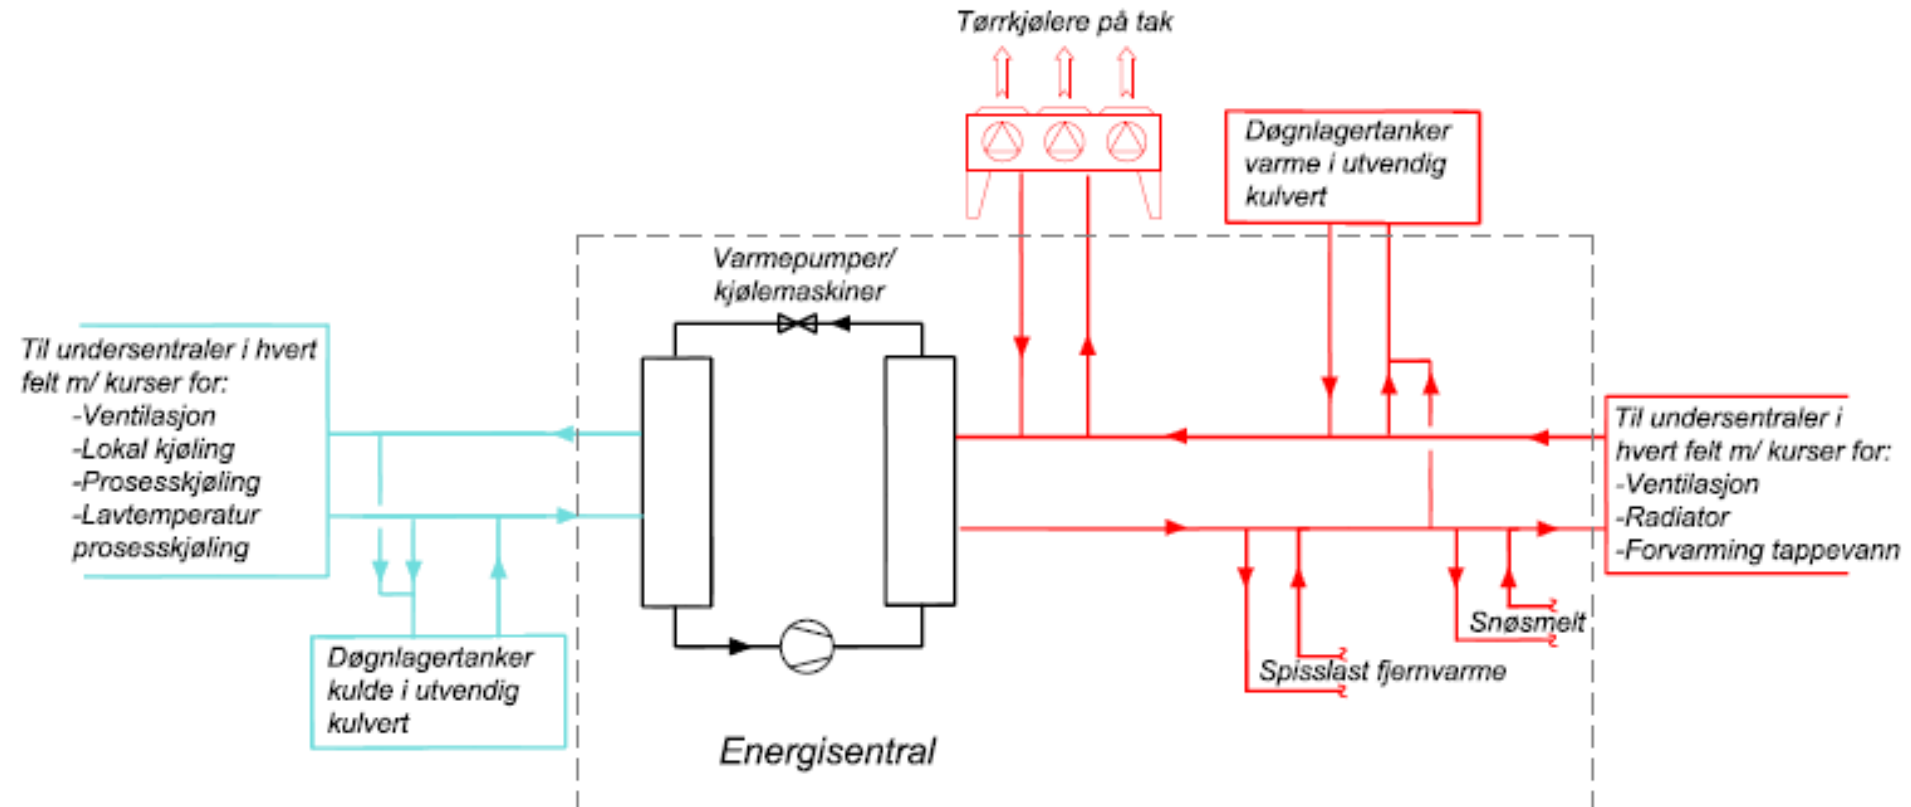 Tørrkjølere på tak
Døgnlagertanker
varme i utvendig
kulvert
Varmepumper/
kjølemaskiner
Til undersentraler i hvert
felt m/ kurser for:
-Ventilasjon
-Lokal kjøling
-Prosesskjøling
-Lavtemperatur
prosesskjøling
Til undersentraler i
hvert felt m/ kurser for:
-Ventilasjon
-Radiator
-Forvarming tappevann
Snøsmelt
Spisslast fjernvarme
Døgnlagertanker
kulde i utvendig
kulvert
Energisentral